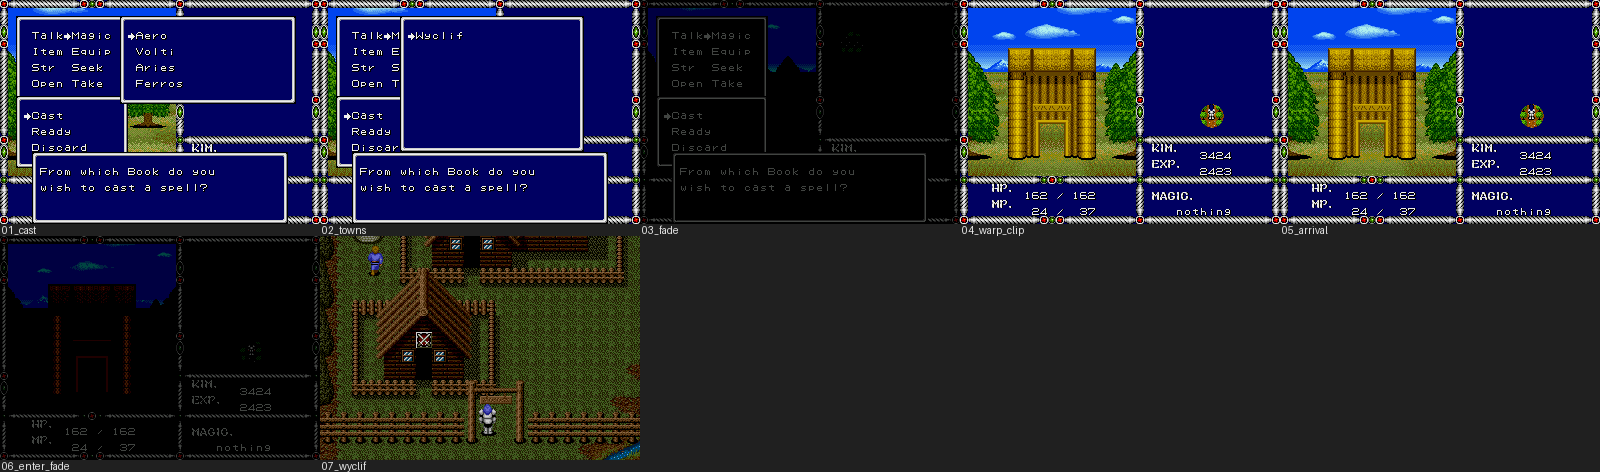 Talk Magic
Item Equip
Str Seek
Open Take
Aero
Volti
Aries
Ferros
Cast
Ready
Discard
KIM.
From which Book do you
wish to cast a spell?
01_cast
Talk M
Item E
Str S
Open T
Wyclif
Cast
Ready
Discard
From which Book do you
wish to cast a spell?
02_towns
Talk Magic
Item Equip
Str Seek
Open Take
Cast
Ready
Discard
KIM.
From which Book do you
wish to cast a spell?
03_fade
KIM. 3424
EXP. 2423
HP. 162 / 162
MP. 24 / 37
MAGIC.
nothing
04_warp_clip
KIM. 3424
EXP. 2423
HP. 162 / 162
MP. 24 / 37
MAGIC.
nothing
05_arrival
KIM. 3424
EXP. 2423
HP. 162 / 162
MP. 24 / 37
MAGIC.
nothing
06_enter_fade
07_wyclif